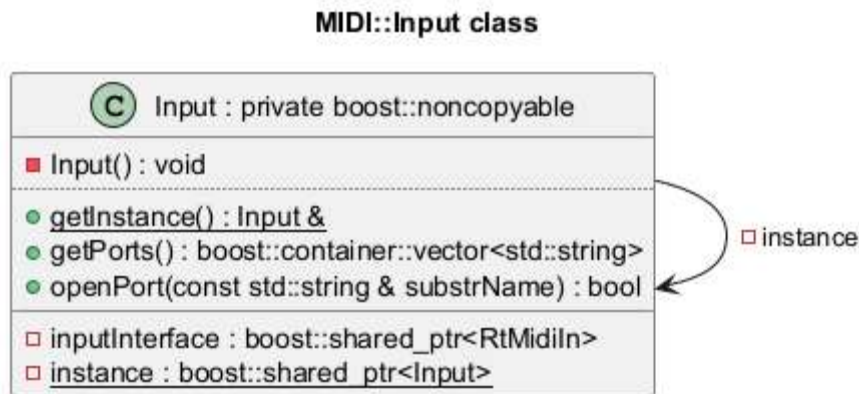 MIDI::Input class
C Input : private boost::noncopyable
Input() : void
getInstance() : Input &
getPorts() : boost::container::vector<std::string>
openPort(const std::string & substrName) : bool
instance
inputInterface : boost::shared_ptr<RtMidiIn>
instance : boost::shared_ptr<Input>